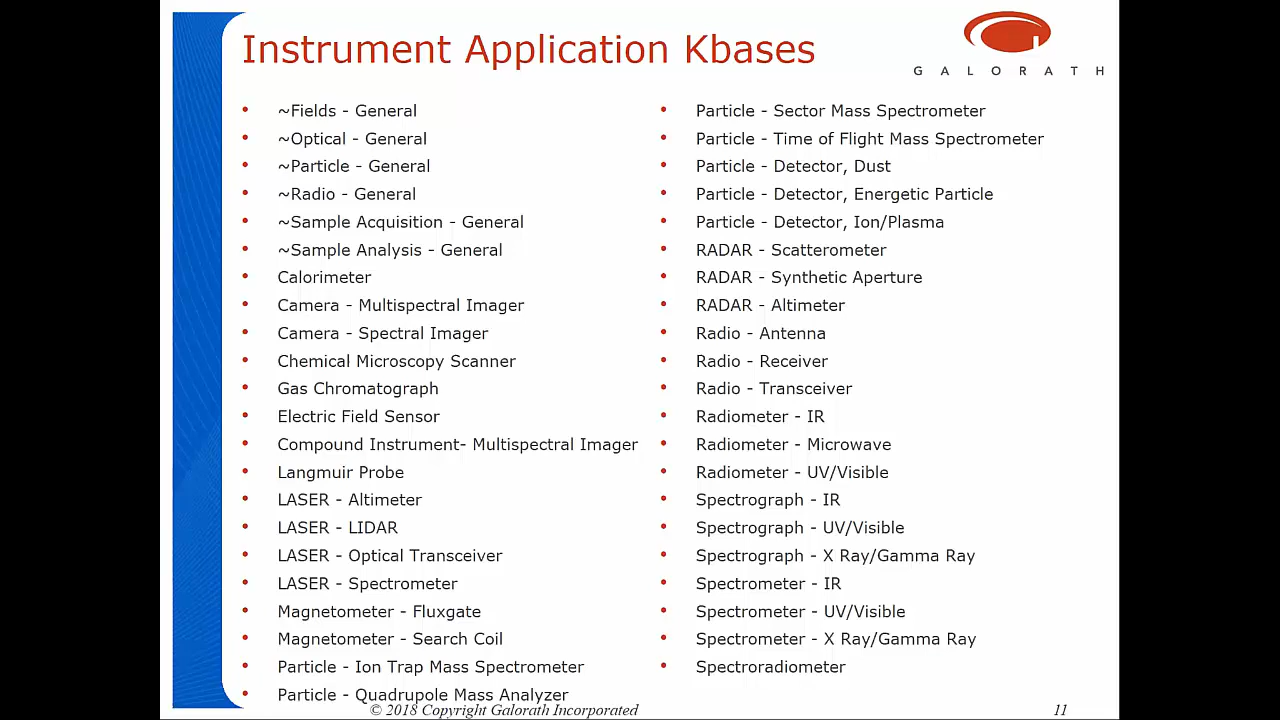 Instrument Application Kbases
GALORATH
• ~Fields - General
• ~Optical - General
• ~Particle - General
• ~Radio - General
• ~Sample Acquisition - General
• ~Sample Analysis - General
• Calorimeter
• Camera - Multispectral Imager
• Camera - Spectral Imager
• Chemical Microscopy Scanner
• Gas Chromatograph
• Electric Field Sensor
• Compound Instrument- Multispectral Imager
• Langmuir Probe
• LASER - Altimeter
• LASER - LIDAR
• LASER - Optical Transceiver
• LASER - Spectrometer
• Magnetometer - Fluxgate
• Magnetometer - Search Coil
• Particle - Ion Trap Mass Spectrometer
• Particle - Quadrupole Mass Analyzer
• Particle - Sector Mass Spectrometer
• Particle - Time of Flight Mass Spectrometer
• Particle - Detector, Dust
• Particle - Detector, Energetic Particle
• Particle - Detector, Ion/Plasma
• RADAR - Scatterometer
• RADAR - Synthetic Aperture
• RADAR - Altimeter
• Radio - Antenna
• Radio - Receiver
• Radio - Transceiver
• Radiometer - IR
• Radiometer - Microwave
• Radiometer - UV/Visible
• Spectrograph - IR
• Spectrograph - UV/Visible
• Spectrograph - X Ray/Gamma Ray
• Spectrometer - IR
• Spectrometer - UV/Visible
• Spectrometer - X Ray/Gamma Ray
• Spectroradiometer
© 2018 Copyright Galorath Incorporated
11